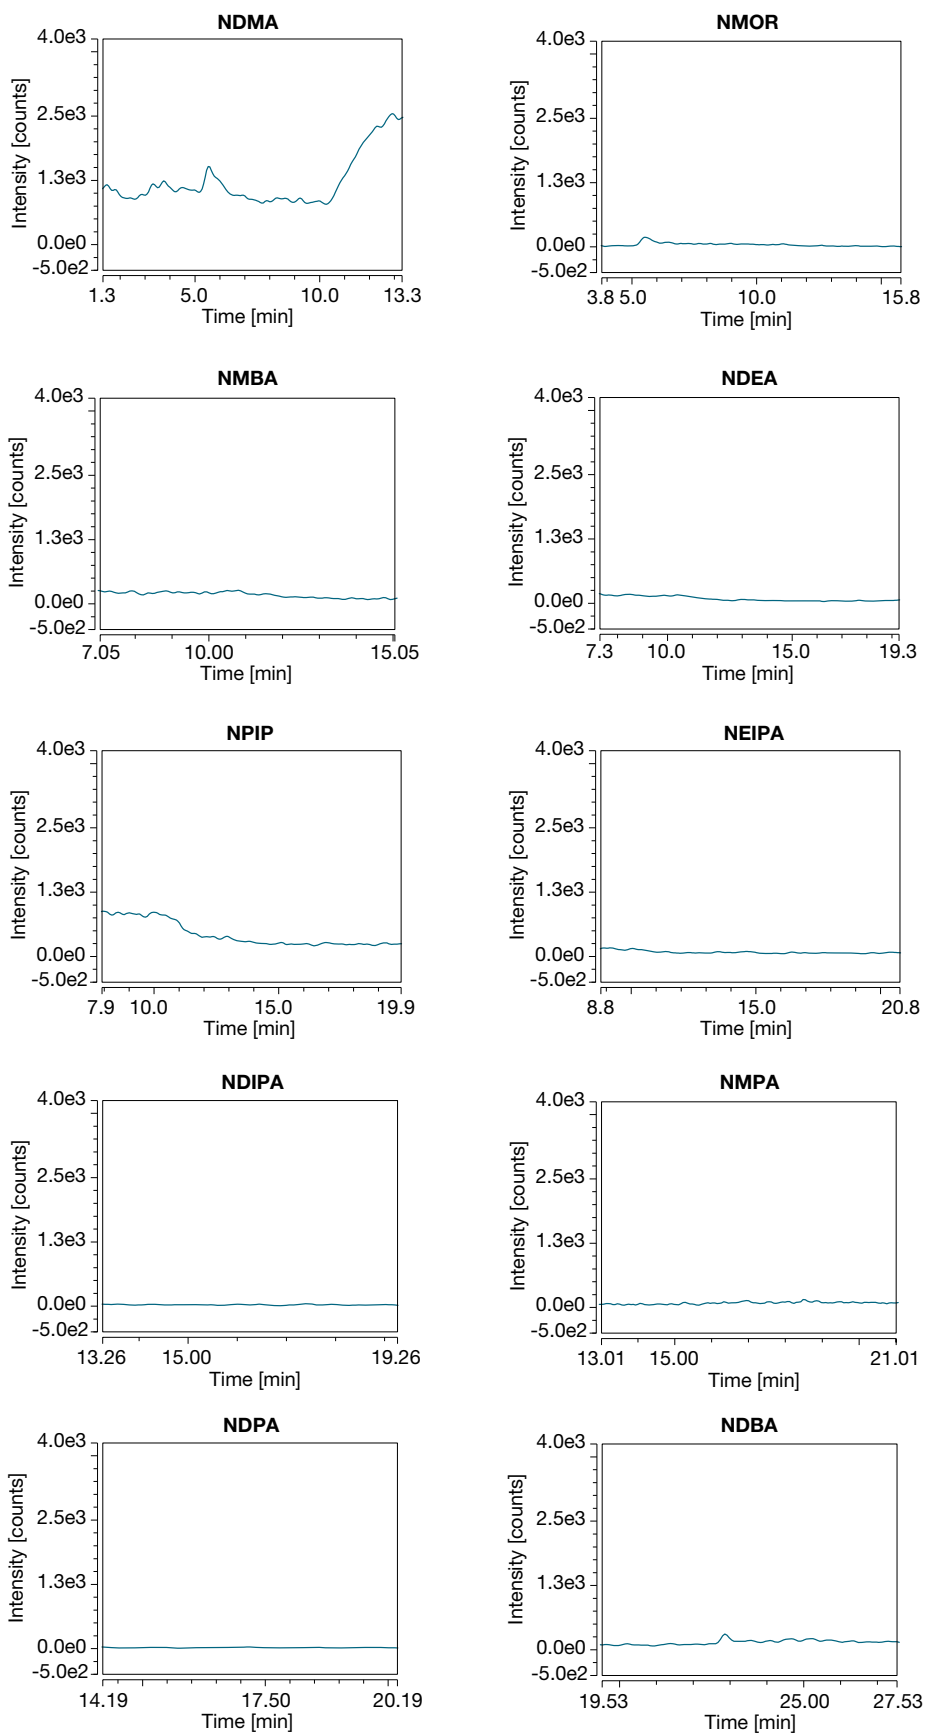 NDMA
Intensity [counts]
4.0e3
2.5e3
1.3e3
0.0e0
-5.0e2
1.3 5.0 10.0 13.3
Time [min]
NMOR
Intensity [counts]
4.0e3
2.5e3
1.3e3
0.0e0
-5.0e2
3.8 5.0 10.0 15.8
Time [min]
NMBA
Intensity [counts]
4.0e3
2.5e3
1.3e3
0.0e0
-5.0e2
7.05 10.00 15.05
Time [min]
NDEA
Intensity [counts]
4.0e3
2.5e3
1.3e3
0.0e0
-5.0e2
7.3 10.0 15.0 19.3
Time [min]
NPIP
Intensity [counts]
4.0e3
2.5e3
1.3e3
0.0e0
-5.0e2
7.9 10.0 15.0 19.9
Time [min]
NEIPA
Intensity [counts]
4.0e3
2.5e3
1.3e3
0.0e0
-5.0e2
8.8 15.0 20.8
Time [min]
NDIPA
Intensity [counts]
4.0e3
2.5e3
1.3e3
0.0e0
-5.0e2
13.26 15.00 19.26
Time [min]
NMPA
Intensity [counts]
4.0e3
2.5e3
1.3e3
0.0e0
-5.0e2
13.01 15.00 21.01
Time [min]
NDPA
Intensity [counts]
4.0e3
2.5e3
1.3e3
0.0e0
-5.0e2
14.19 17.50 20.19
Time [min]
NDBA
Intensity [counts]
4.0e3
2.5e3
1.3e3
0.0e0
-5.0e2
19.53 25.00 27.53
Time [min]